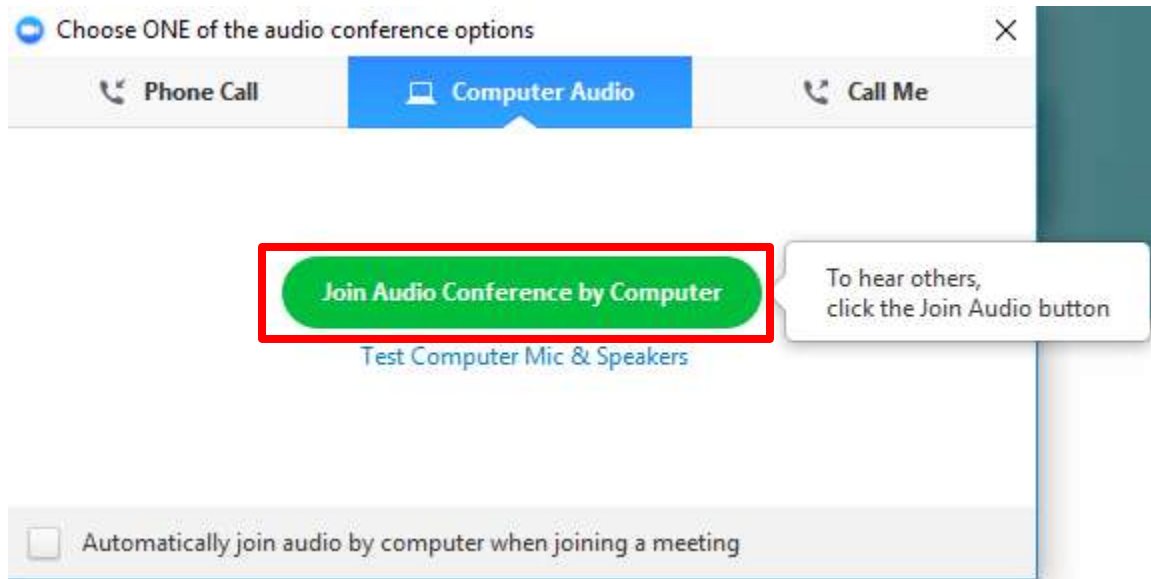 Choose ONE of the audio conference options
Phone Call
Computer Audio
Call Me
Join Audio Conference by Computer
To hear others,
click the Join Audio button
Test Computer Mic & Speakers
Automatically join audio by computer when joining a meeting